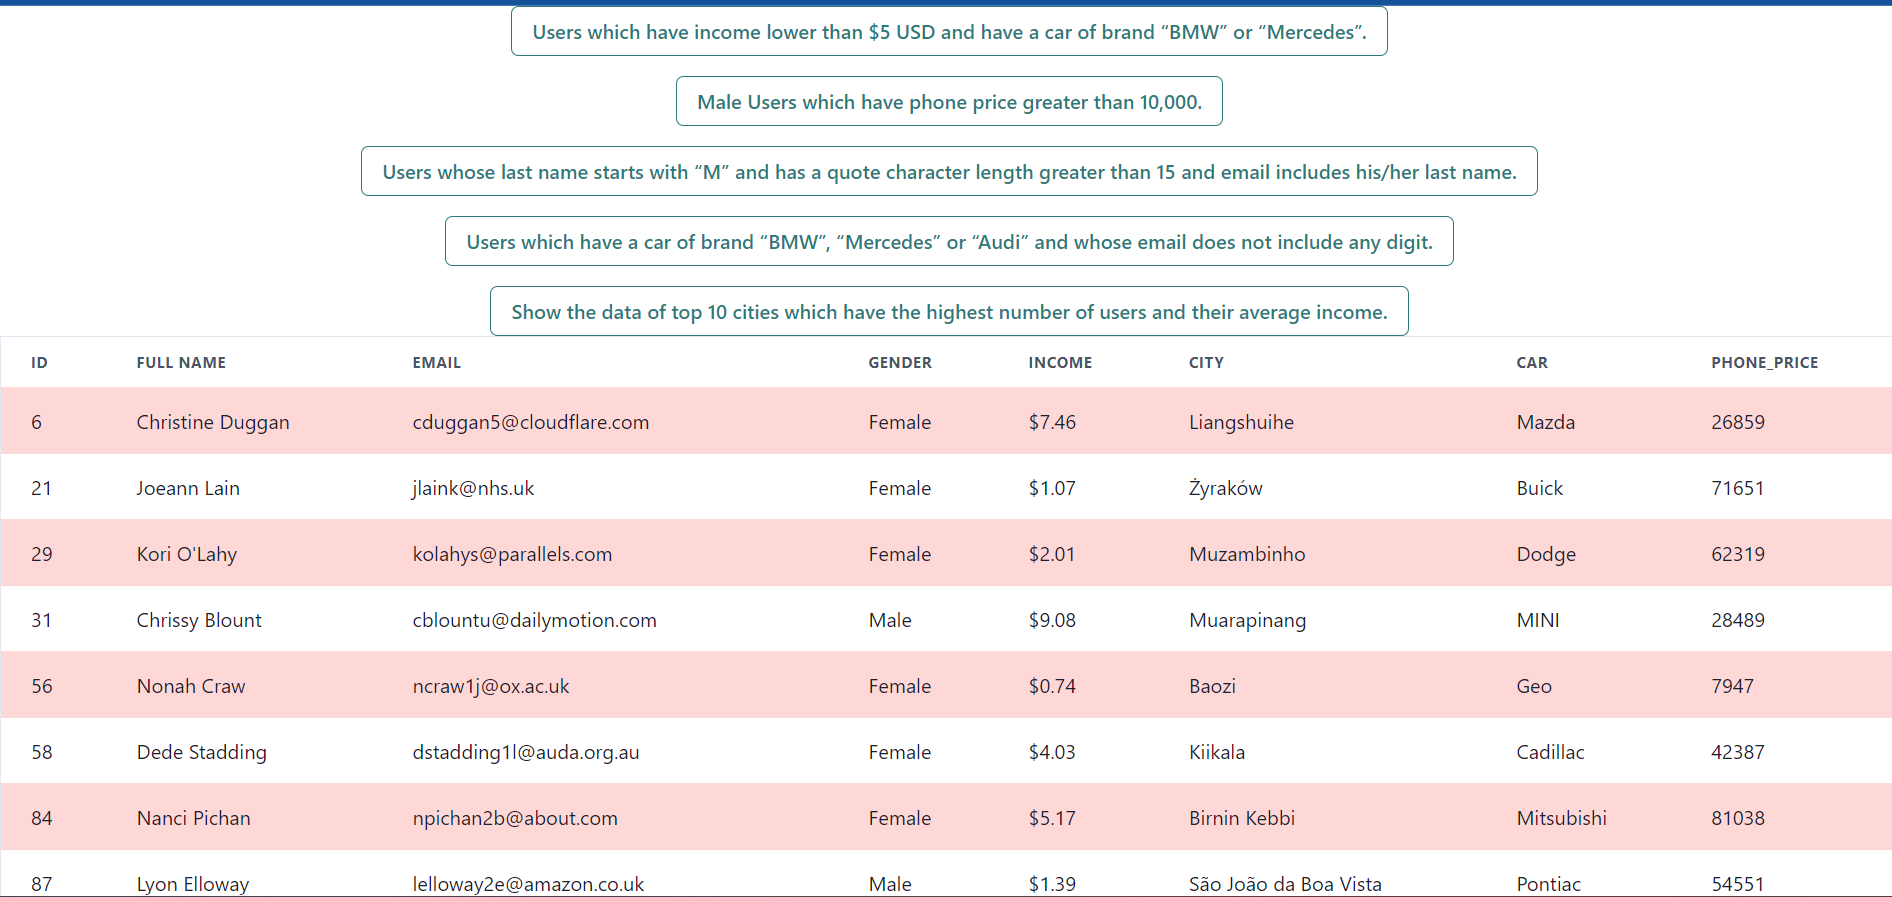 Users which have income lower than $5 USD and have a car of brand “BMW” or “Mercedes”.
Male Users which have phone price greater than 10,000.
Users whose last name starts with “M” and has a quote character length greater than 15 and email includes his/her last name.
Users which have a car of brand “BMW”, “Mercedes” or “Audi” and whose email does not include any digit.
Show the data of top 10 cities which have the highest number of users and their average income.
ID FULL NAME EMAIL GENDER INCOME CITY CAR PHONE_PRICE
6 Christine Duggan cduggan5@cloudflare.com Female $7.46 Liangshuihe Mazda 26859
21 Joeann Lain jlaink@nhs.uk Female $1.07 Żyraków Buick 71651
29 Kori O'Lahy kolahys@parallels.com Female $2.01 Muzambinho Dodge 62319
31 Chrissy Blount cblountu@dailymotion.com Male $9.08 Muarapinang MINI 28489
56 Nonah Craw ncraw1j@ox.ac.uk Female $0.74 Baozi Geo 7947
58 Dede Stadding dstadding1l@auda.org.au Female $4.03 Kiikala Cadillac 42387
84 Nanci Pichan npichan2b@about.com Female $5.17 Birnin Kebbi Mitsubishi 81038
87 Lyon Elloway lelloway2e@amazon.co.uk Male $1.39 São João da Boa Vista Pontiac 54551